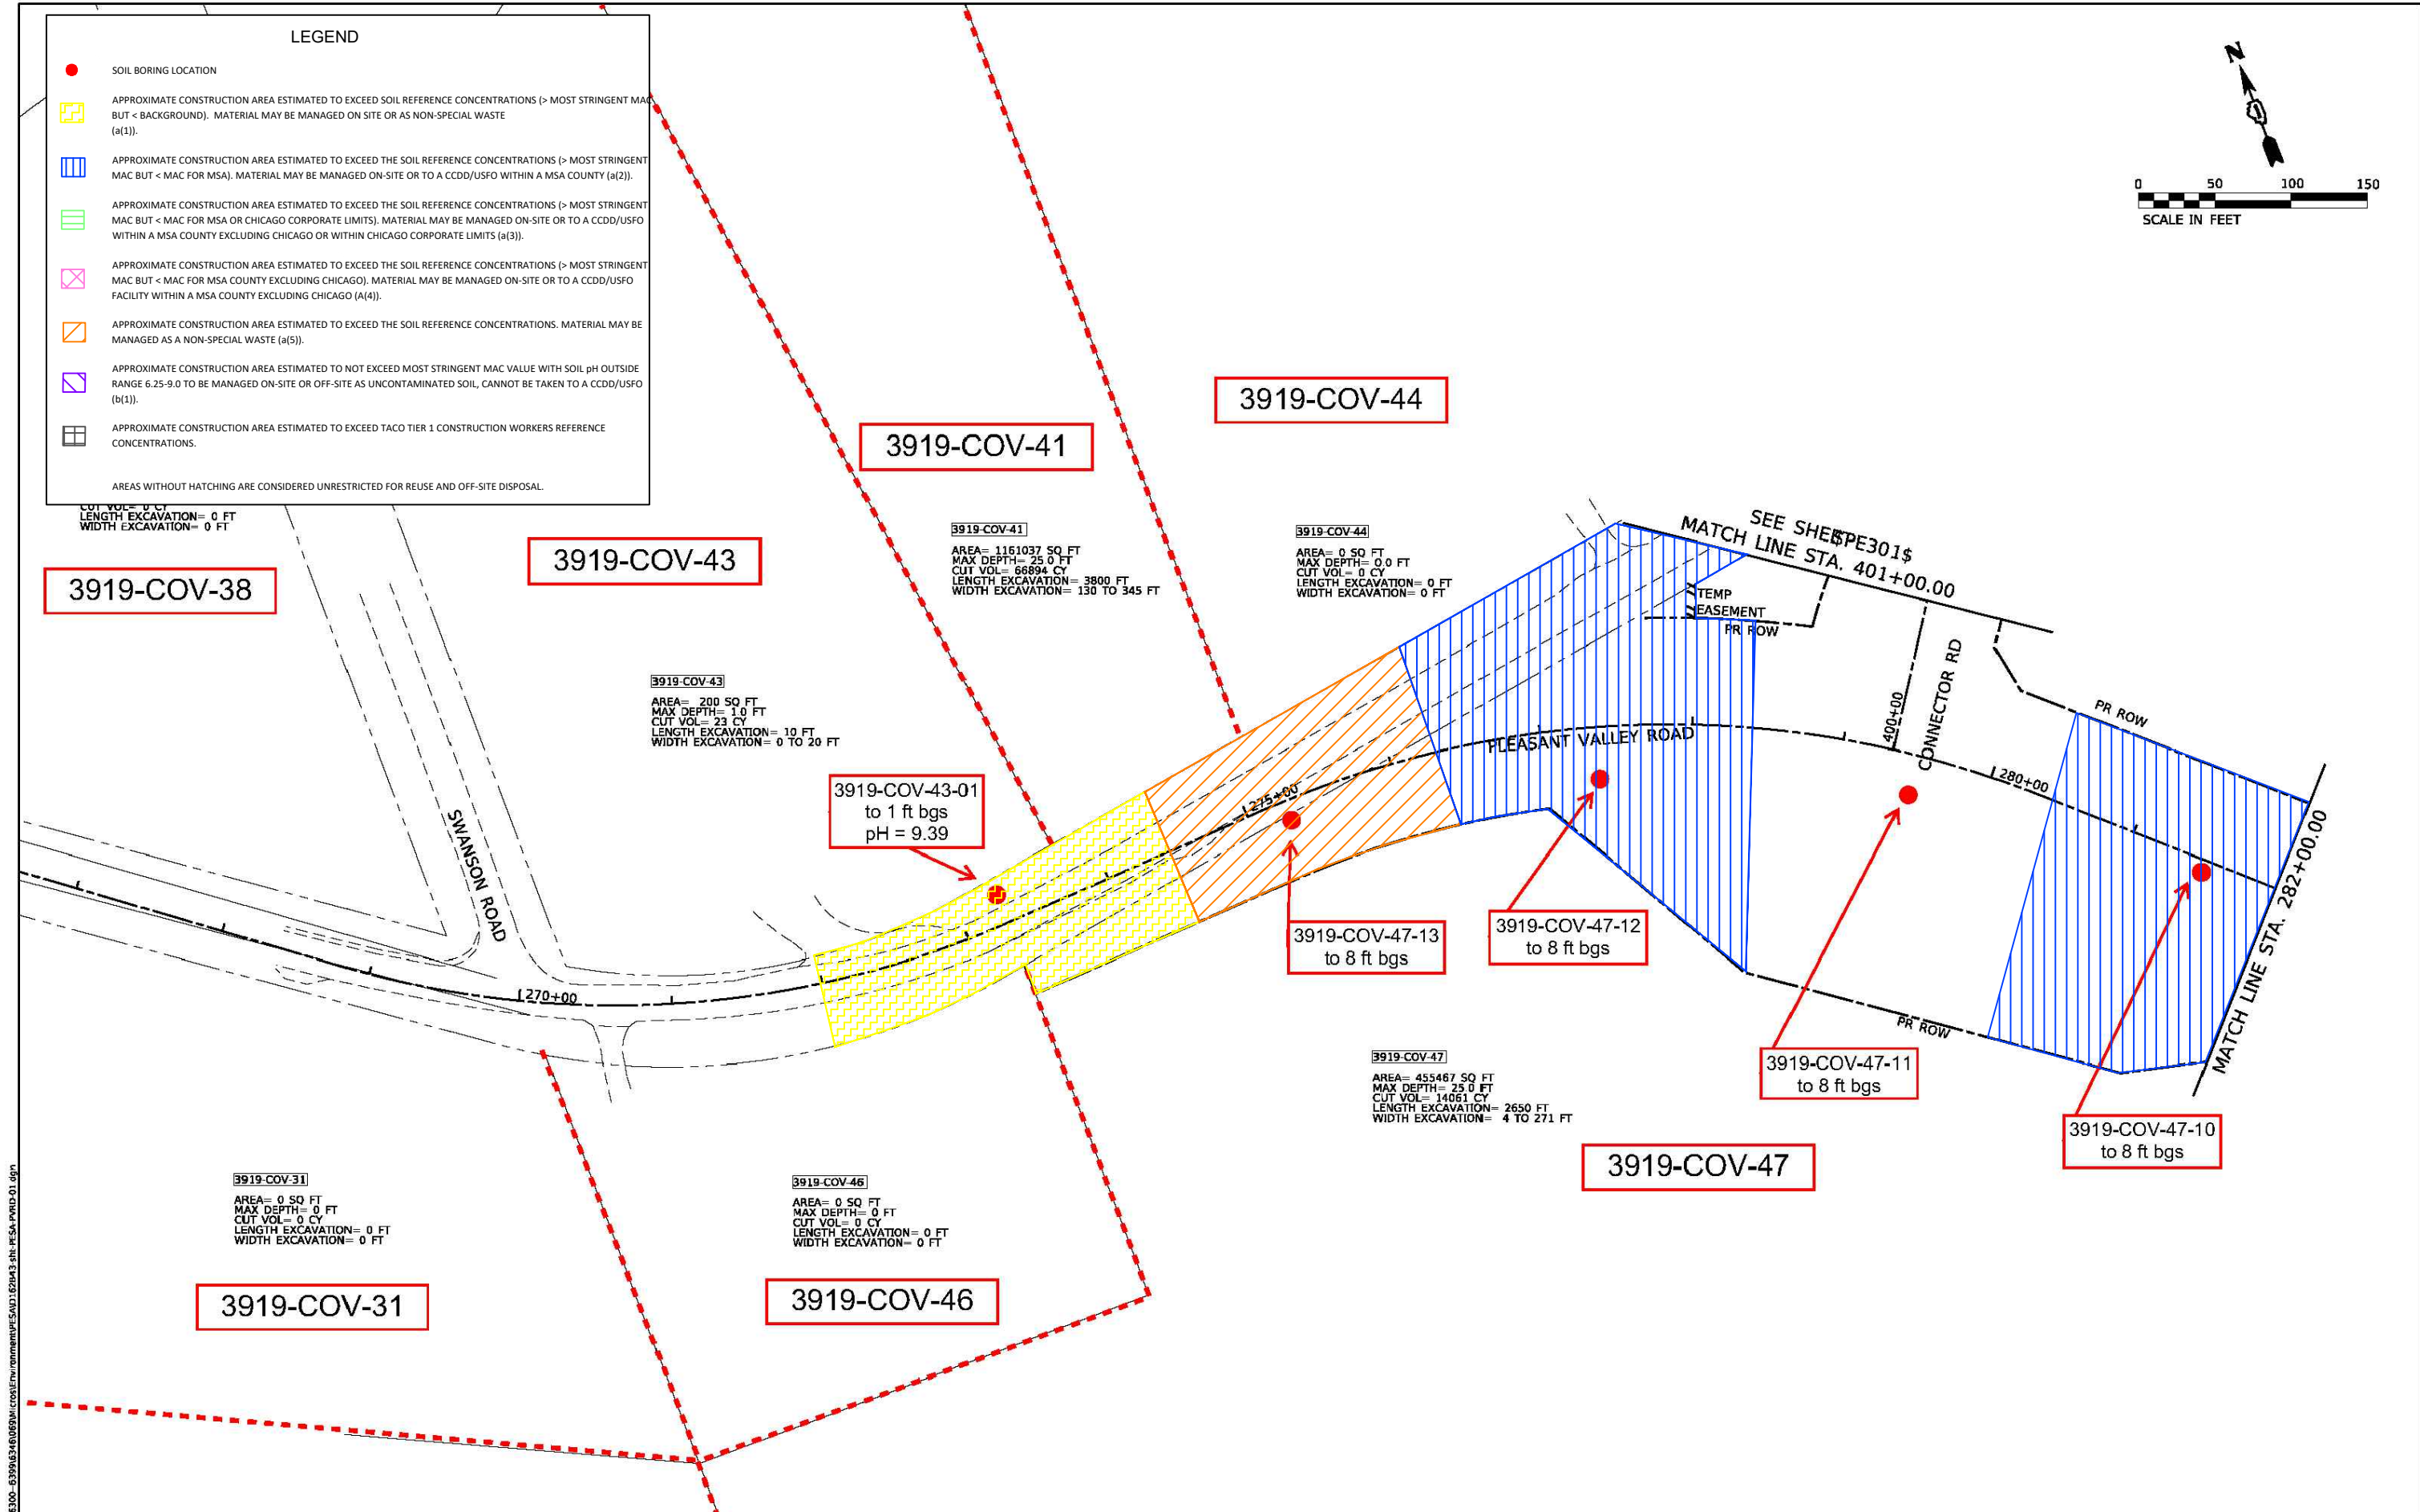 LEGEND
SOIL BORING LOCATION
APPROXIMATE CONSTRUCTION AREA ESTIMATED TO EXCEED SOIL REFERENCE CONCENTRATIONS (> MOST STRINGENT MAC
BUT < BACKGROUND). MATERIAL MAY BE MANAGED ON SITE OR AS NON-SPECIAL WASTE
(a(1)).
APPROXIMATE CONSTRUCTION AREA ESTIMATED TO EXCEED THE SOIL REFERENCE CONCENTRATIONS (> MOST STRINGENT
MAC BUT < MAC FOR MSA). MATERIAL MAY BE MANAGED ON-SITE OR TO A CCDD/USFO WITHIN A MSA COUNTY (a(2)).
APPROXIMATE CONSTRUCTION AREA ESTIMATED TO EXCEED THE SOIL REFERENCE CONCENTRATIONS (> MOST STRINGENT
MAC BUT < MAC FOR MSA OR CHICAGO CORPORATE LIMITS). MATERIAL MAY BE MANAGED ON-SITE OR TO A CCDD/USFO
WITHIN A MSA COUNTY EXCLUDING CHICAGO OR WITHIN CHICAGO CORPORATE LIMITS (a(3)).
APPROXIMATE CONSTRUCTION AREA ESTIMATED TO EXCEED THE SOIL REFERENCE CONCENTRATIONS (> MOST STRINGENT
MAC BUT < MAC FOR MSA COUNTY EXCLUDING CHICAGO). MATERIAL MAY BE MANAGED ON-SITE OR TO A CCDD/USFO
FACILITY WITHIN A MSA COUNTY EXCLUDING CHICAGO (A(4)).
APPROXIMATE CONSTRUCTION AREA ESTIMATED TO EXCEED THE SOIL REFERENCE CONCENTRATIONS. MATERIAL MAY BE
MANAGED AS A NON-SPECIAL WASTE (a(5)).
APPROXIMATE CONSTRUCTION AREA ESTIMATED TO NOT EXCEED MOST STRINGENT MAC VALUE WITH SOIL pH OUTSIDE
RANGE 6.25-9.0 TO BE MANAGED ON-SITE OR OFF-SITE AS UNCONTAMINATED SOIL, CANNOT BE TAKEN TO A CCDD/USFO
(b(1)).
APPROXIMATE CONSTRUCTION AREA ESTIMATED TO EXCEED TACO TIER 1 CONSTRUCTION WORKERS REFERENCE
CONCENTRATIONS.
AREAS WITHOUT HATCHING ARE CONSIDERED UNRESTRICTED FOR REUSE AND OFF-SITE DISPOSAL.
N
0 50 100 150
SCALE IN FEET
CUT VOL= 0 CY
LENGTH EXCAVATION= 0 FT
WIDTH EXCAVATION= 0 FT
3919-COV-38
3919-COV-43
3919-COV-41
3919-COV-44
3919-COV-41
AREA= 1161037 SQ FT
MAX DEPTH= 25.0 FT
CUT VOL= 66894 CY
LENGTH EXCAVATION= 3800 FT
WIDTH EXCAVATION= 130 TO 345 FT
3919-COV-44
AREA= 0 SQ FT
MAX DEPTH= 0.0 FT
CUT VOL= 0 CY
LENGTH EXCAVATION= 0 FT
WIDTH EXCAVATION= 0 FT
SEE SHEET $PE301$
MATCH LINE STA. 401+00.00
TEMP
EASEMENT
PR ROW
3919-COV-43
AREA= 200 SQ FT
MAX DEPTH= 1.0 FT
CUT VOL= 23 CY
LENGTH EXCAVATION= 10 FT
WIDTH EXCAVATION= 0 TO 20 FT
3919-COV-43-01
to 1 ft bgs
pH = 9.39
SWANSON ROAD
270+00
275+00
PLEASANT VALLEY ROAD
400+00
CONNECTOR RD
PR ROW
280+00
MATCH LINE STA. 282+00.00
3919-COV-47-13
to 8 ft bgs
3919-COV-47-12
to 8 ft bgs
PR ROW
3919-COV-47-11
to 8 ft bgs
3919-COV-47-10
to 8 ft bgs
3919-COV-47
AREA= 455467 SQ FT
MAX DEPTH= 25.0 FT
CUT VOL= 14061 CY
LENGTH EXCAVATION= 2650 FT
WIDTH EXCAVATION= 4 TO 271 FT
3919-COV-47
3919-COV-31
AREA= 0 SQ FT
MAX DEPTH= 0 FT
CUT VOL= 0 CY
LENGTH EXCAVATION= 0 FT
WIDTH EXCAVATION= 0 FT
3919-COV-31
3919-COV-46
AREA= 0 SQ FT
MAX DEPTH= 0 FT
CUT VOL= 0 CY
LENGTH EXCAVATION= 0 FT
WIDTH EXCAVATION= 0 FT
3919-COV-46